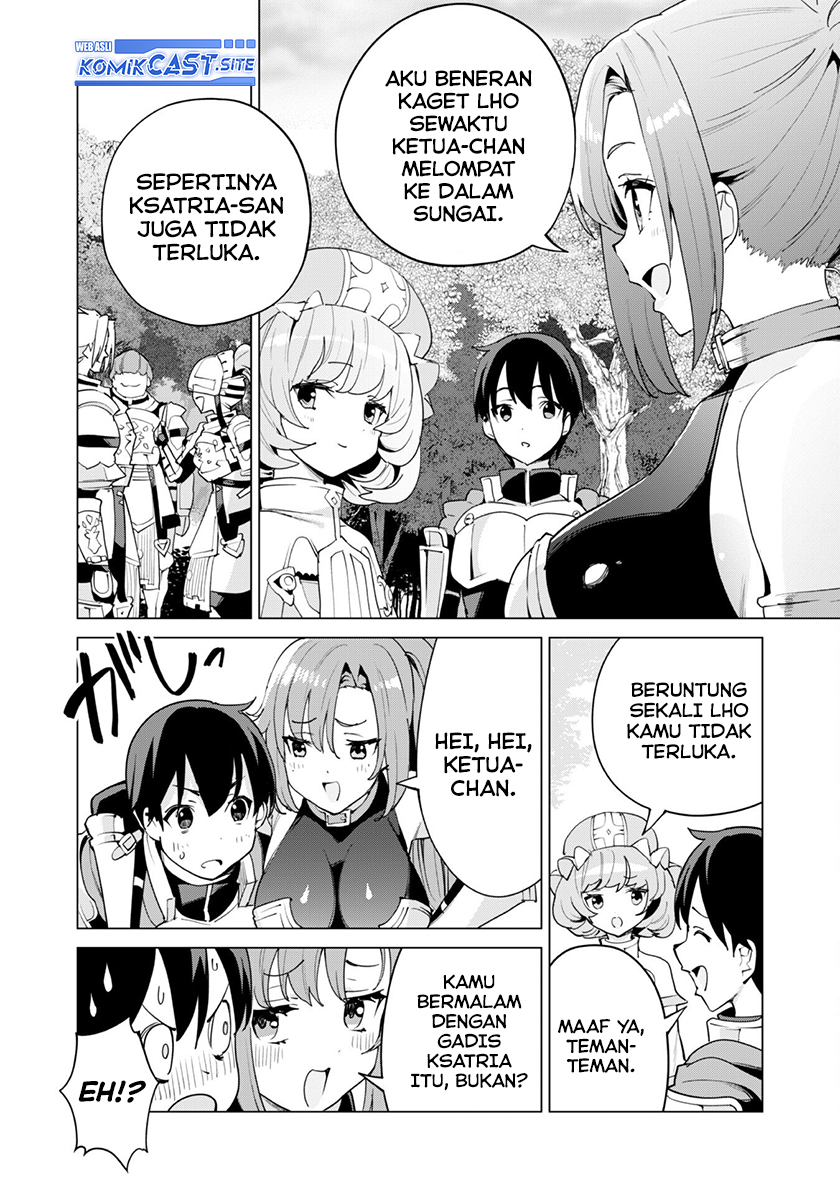 WEB ASLI
KOMIKCAST.SITE
AKU BENERAN
KAGET LHO
SEWAKTU
KETUA-CHAN
MELOMPAT
KE DALAM
SUNGAI.
SEPERTINYA
KSATRIA-SAN
JUGA TIDAK
TERLUKA.
BERUNTUNG
SEKALI LHO
KAMU TIDAK
TERLUKA.
MAAF YA,
TEMAN-
TEMAN.
HEI, HEI,
KETUA-
CHAN.
がしっ
KAMU
BERMALAM
DENGAN
GADIS
KSATRIA
ITU, BUKAN?
EH!?